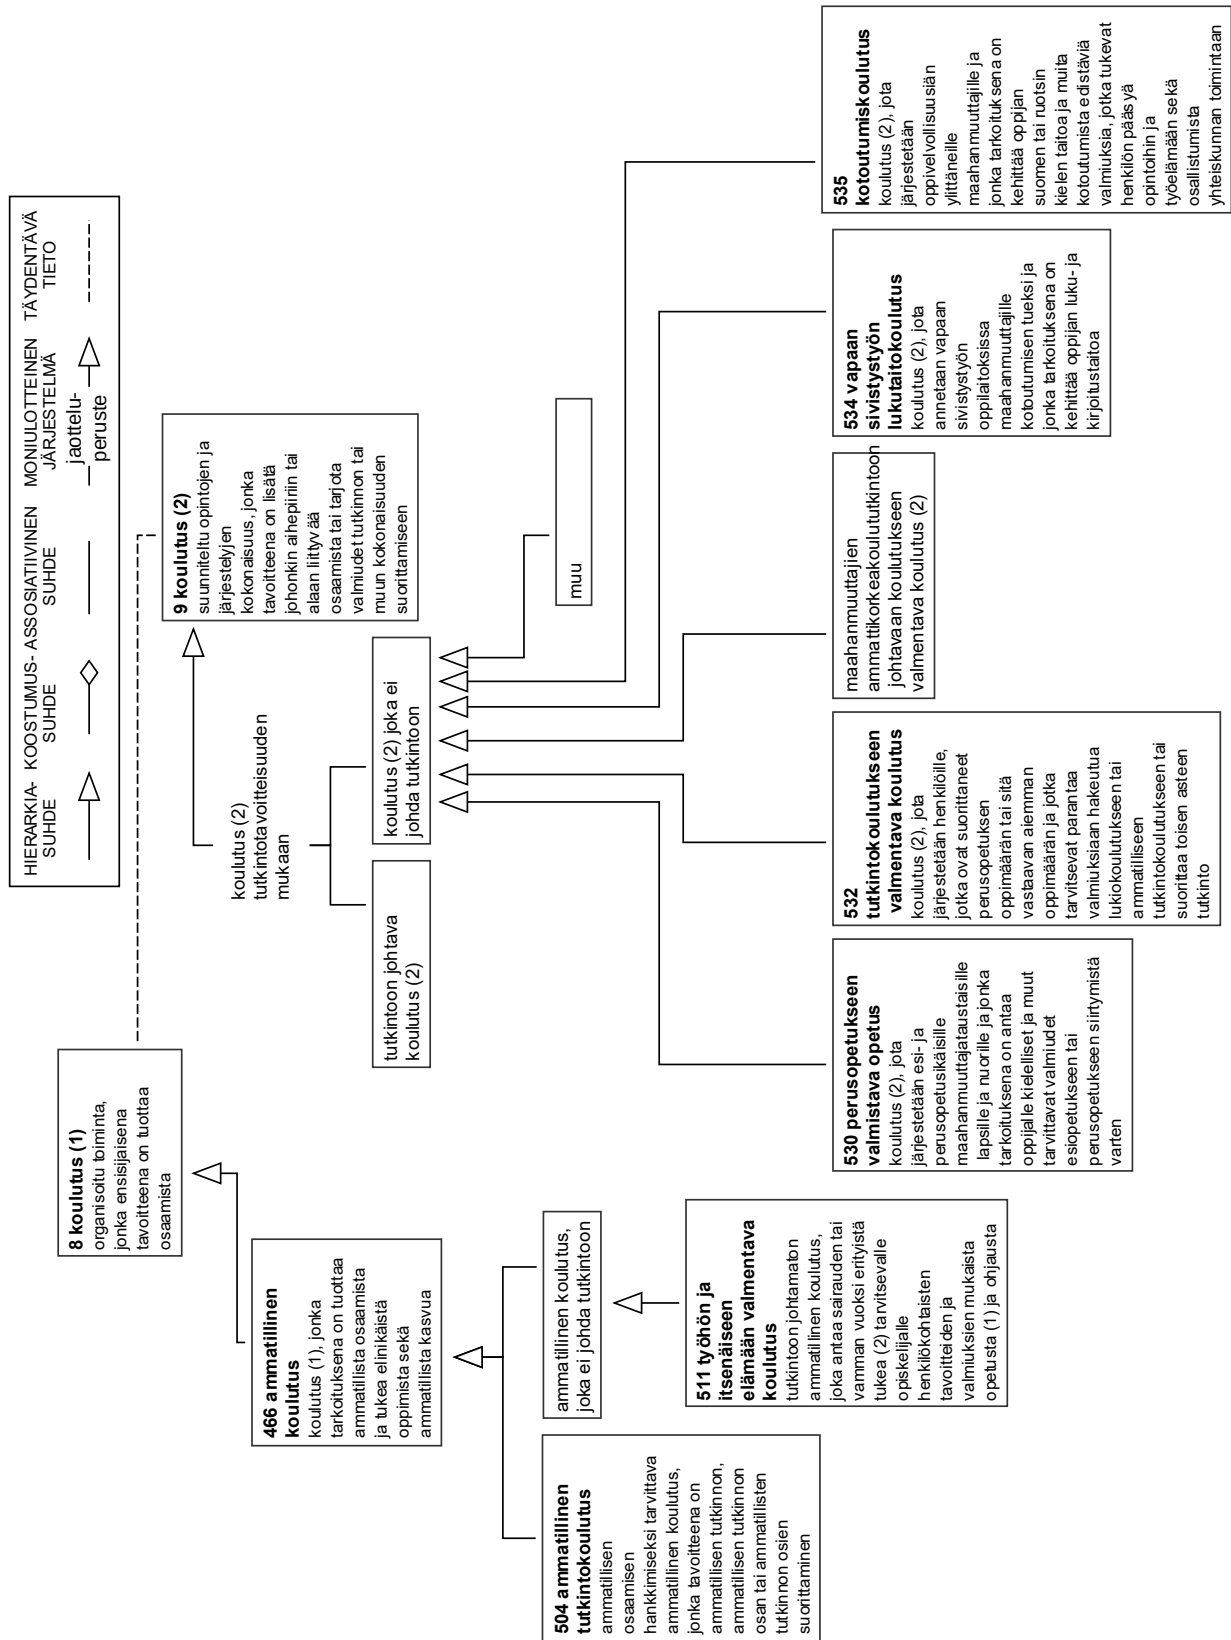 HIERARKIA-
SUHDE
KOOSTUMUS-
SUHDE
ASSOSIATIIVINEN
SUHDE
MONIULOTTEINEN
JÄRJESTELMÄ
jaottelu-
peruste
TÄYDENTÄVÄ
TIETO
8 koulutus (1)
organisoitu toiminta,
jonka ensisijaisena
tavoitteena on tuottaa
osaamista
9 koulutus (2)
suunniteltu opintojen ja
järjestelyjen
kokonaisuus, jonka
tavoitteena on lisätä
johonkin aihepiiriin tai
alaan liittyvää
osaamista tai tarjota
valmiudet tutkinnon tai
muun kokonaisuuden
suorittamiseen
466 ammatillinen
koulutus
koulutus (1), jonka
tarkoituksena on tuottaa
ammatillista osaamista
ja tukea elinikäistä
oppimista sekä
ammatillista kasvua
koulutus (2)
tutkintotavoitteisuuden
mukaan
tutkintoon johtava
koulutus (2)
koulutus (2) joka ei
johda tutkintoon
504 ammatillinen
tutkintokoulutus
ammatillisen
osaamisen
hankkimiseksi tarvittava
ammatillinen koulutus,
jonka tavoitteena on
ammatillisen tutkinnon,
ammatillisen tutkinnon
osan tai ammatillisten
tutkinnon osien
suorittaminen
ammatillinen koulutus,
joka ei johda tutkintoon
muu
511 työhön ja
itsenäiseen
elämään valmentava
koulutus
tutkintoon johtamaton
ammatillinen koulutus,
joka antaa sairauden tai
vamman vuoksi erityistä
tukea (2) tarvitsevalle
opiskelijalle
henkilökohtaisten
tavoitteiden ja
valmiuksien mukaista
opetusta (1) ja ohjausta
530 perusopetukseen
valmistava opetus
koulutus (2), jota
järjestetään esi- ja
perusopetusikäisille
maahanmuuttajataustaisille
lapsille ja nuorille ja jonka
tarkoituksena on antaa
oppijalle kielelliset ja muut
tarvittavat valmiudet
esiopetukseen tai
perusopetukseen siirtymistä
varten
532
tutkintokoulutukseen
valmentava koulutus
koulutus (2), jota
järjestetään henkilöille,
jotka ovat suorittaneet
perusopetuksen
oppimäärän tai sitä
vastaavan aiemman
oppimäärän ja jotka
tarvitsevat parantaa
valmiuksiaan hakeutua
lukiokoulutukseen tai
ammatilliseen
tutkintokoulutukseen tai
suorittaa toisen asteen
tutkinto
maahanmuuttajien
ammattikorkeakoulututkintoon
johtavaan koulutukseen
valmentava koulutus (2)
534 vapaan
sivistystyön
lukutaitokoulutus
koulutus (2), jota
annetaan vapaan
sivistystyön
oppilaitoksissa
maahanmuuttajille
kotoutumisen tueksi ja
jonka tarkoituksena on
kehittää oppijan luku- ja
kirjoitustaitoa
535
kotoutumiskoulutus
koulutus (2), jota
järjestetään
oppivelvollisuusiän
ylittäneille
maahanmuuttajille ja
jonka tarkoituksena on
kehittää oppijan
suomen tai ruotsin
kielen taitoa ja muita
kotoutumista edistäviä
valmiuksia, jotka tukevat
henkilön pääsyä
opintoihin ja
työelämään sekä
osallistumista
yhteiskunnan toimintaan